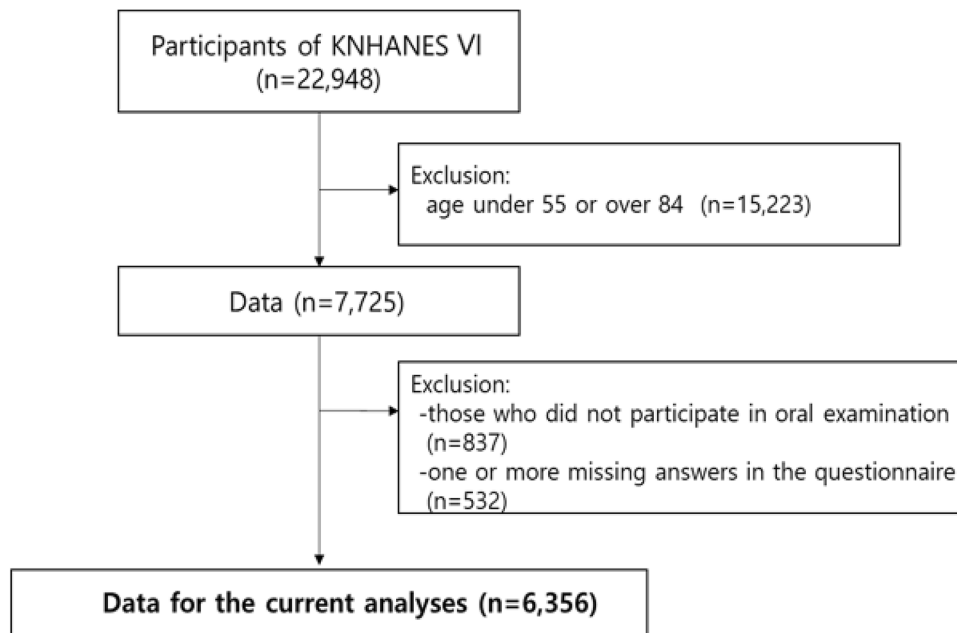 Participants of KNHANES Ⅵ
(n=22,948)
Exclusion:
age under 55 or over 84 (n=15,223)
Data (n=7,725)
Exclusion:
-those who did not participate in oral examination
(n=837)
-one or more missing answers in the questionnaire
(n=532)
Data for the current analyses (n=6,356)